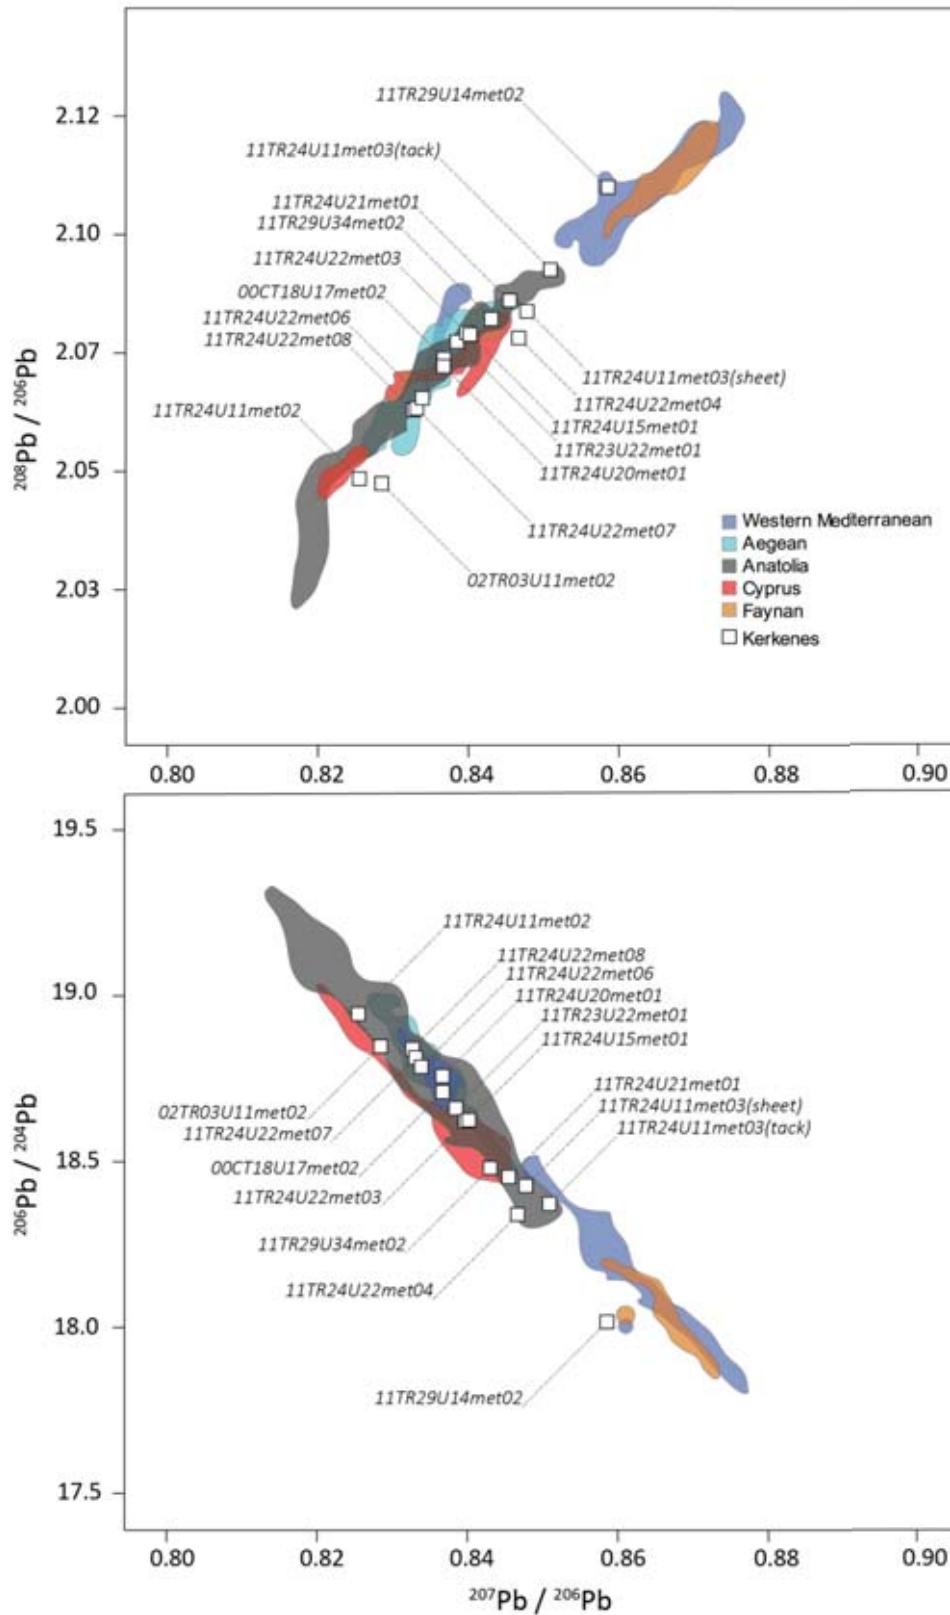 2.12
11TR29U14met02
11TR24U11met03(tack)
2.10
11TR24U21met01
11TR29U34met02
11TR24U22met03
00CT18U17met02
11TR24U22met06
11TR24U22met08
2.07
11TR24U11met03(sheet)
11TR24U22met04
11TR24U15met01
11TR23U22met01
11TR24U20met01
11TR24U11met02
208Pb / 206Pb
2.05
11TR24U22met07
02TR03U11met02
Western Mediterranean
Aegean
Anatolia
Cyprus
Faynan
Kerkenes
2.03
2.00
0.80 0.82 0.84 0.86 0.88 0.90
19.5
11TR24U11met02
11TR24U22met08
11TR24U22met06
11TR24U20met01
11TR23U22met01
11TR24U15met01
19.0
11TR24U21met01
11TR24U11met03(sheet)
11TR24U11met03(tack)
02TR03U11met02
11TR24U22met07
00CT18U17met02
11TR24U22met03
18.5
206Pb / 204Pb
11TR29U34met02
11TR24U22met04
18.0
11TR29U14met02
17.5
0.80 0.82 0.84 0.86 0.88 0.90
207Pb / 206Pb